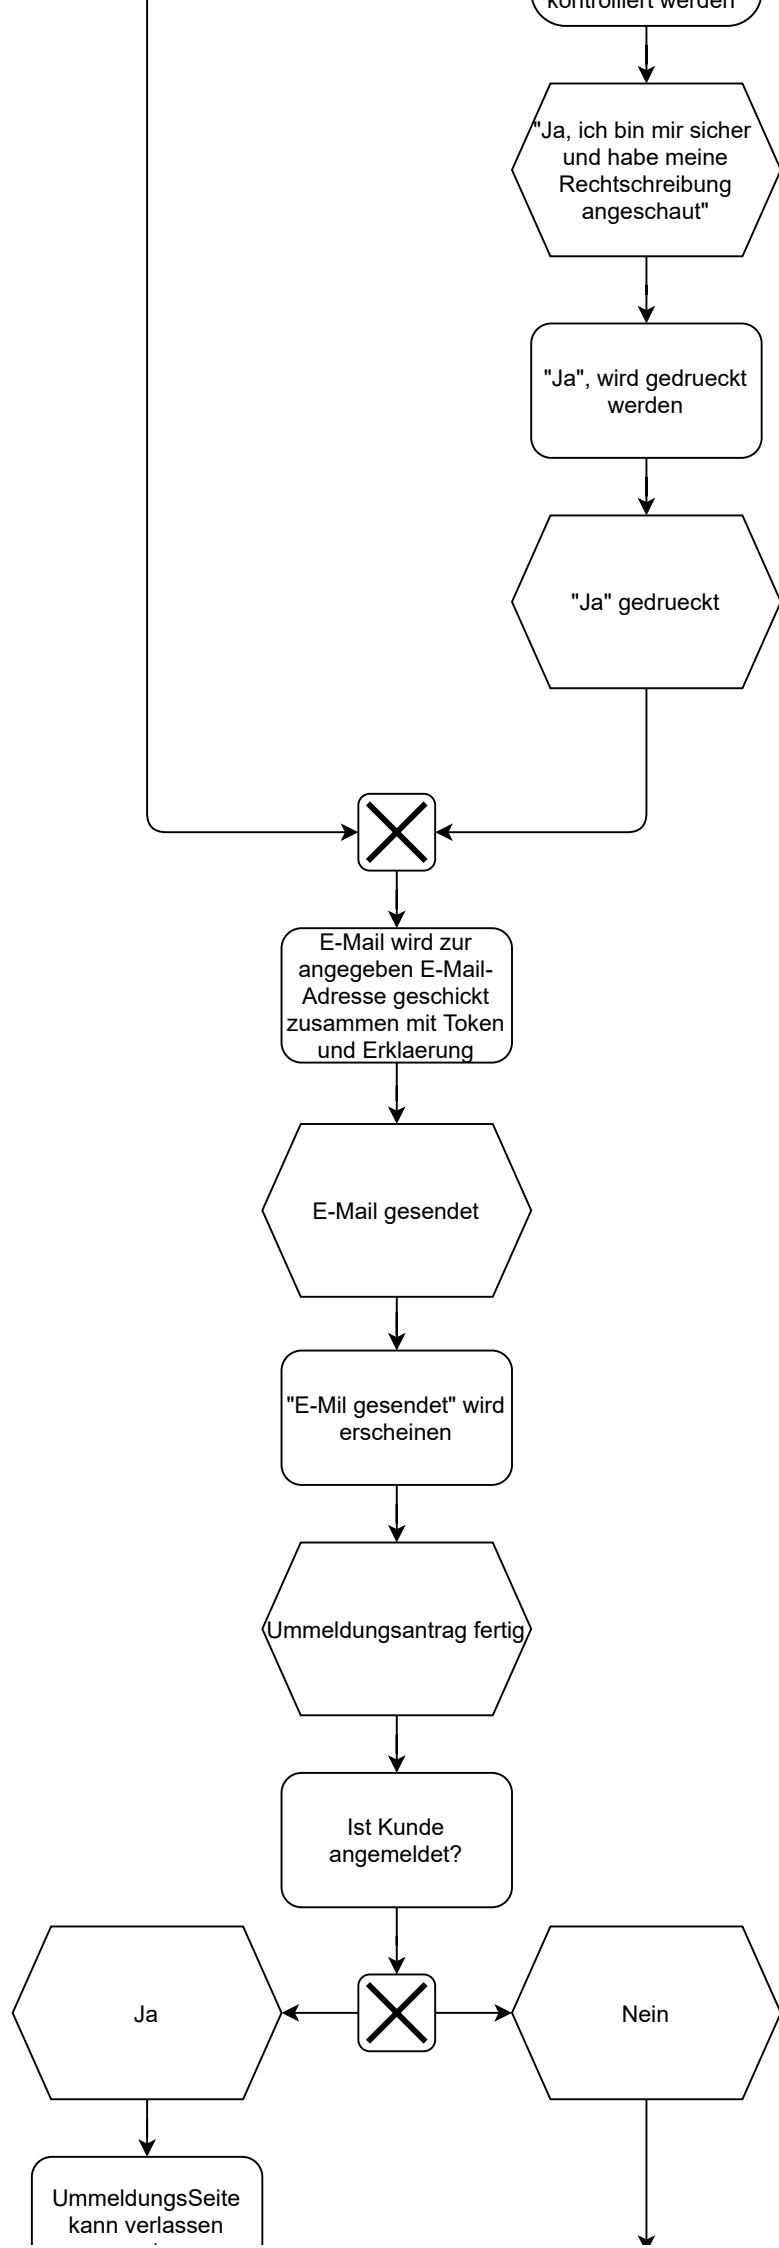 kontrolliert werden
"Ja, ich bin mir sicher
und habe meine
Rechtschreibung
angeschaut"
"Ja", wird gedrueckt
werden
"Ja" gedrueckt
E-Mail wird zur
angegeben E-Mail-
Adresse geschickt
zusammen mit Token
und Erklaerung
E-Mail gesendet
"E-Mil gesendet" wird
erscheinen
Ummeldungsantrag fertig
Ist Kunde
angemeldet?
Ja
Nein
UmmeldungsSeite
kann verlassen